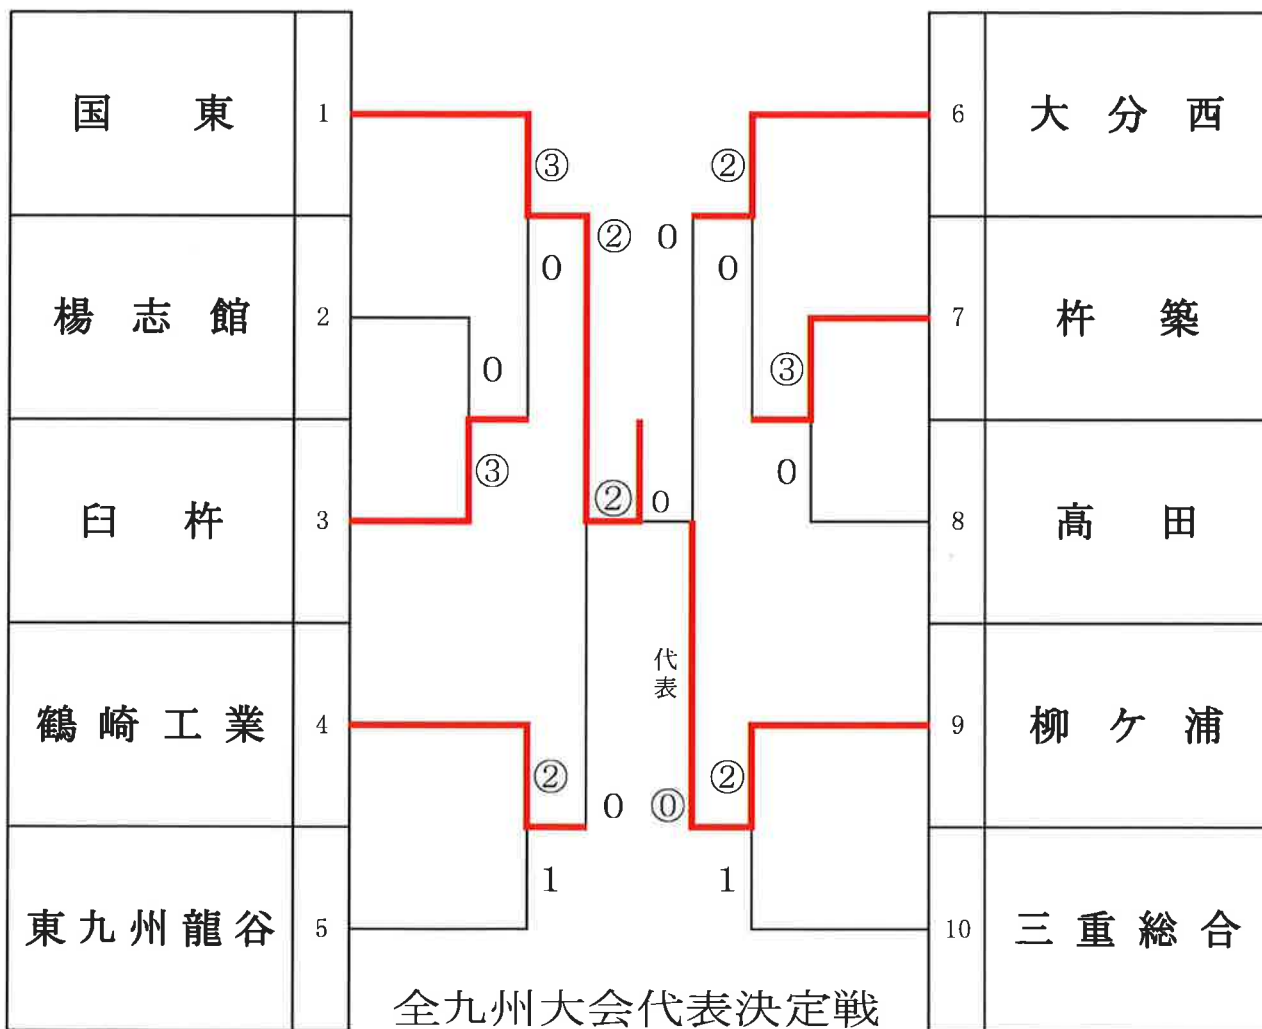 国東 1
6 大分西
③ ②
② 0
0 0
楊志館 2
7 杵築
0 ③
③ 0
② 0
臼杵 3
8 高田
代表
鶴崎工業 4
9 柳ケ浦
② ②
0 ⓪
1 1
東九州龍谷 5
10 三重総合
全九州大会代表決定戦